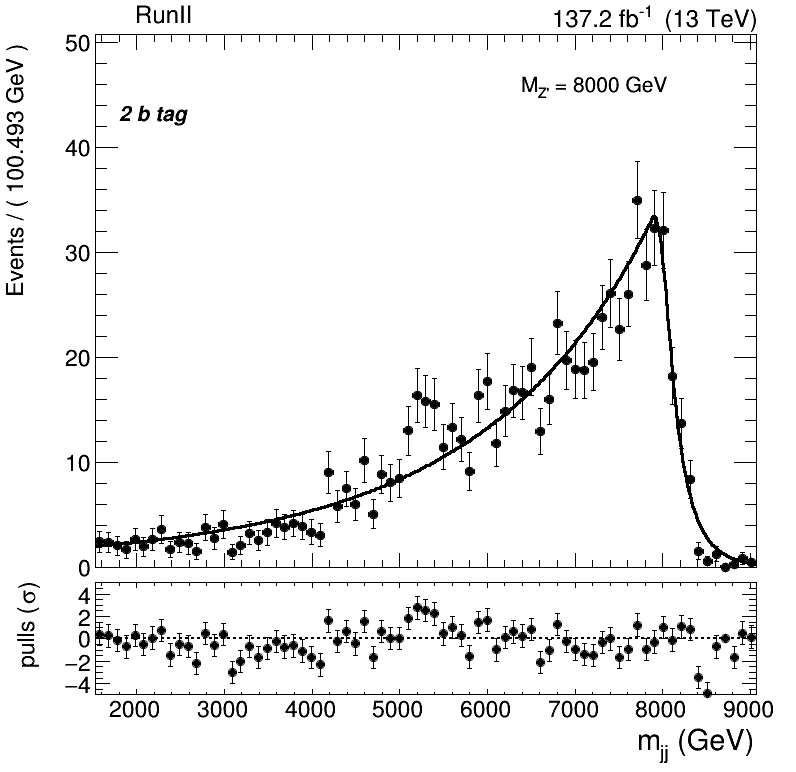 RunII 137.2 fb⁻¹ (13 TeV)
Events / ( 100.493 GeV )
50
40
30
20
10
0
M_Z' = 8000 GeV
2 b tag
pulls (σ)
4
2
0
−2
−4
2000 3000 4000 5000 6000 7000 8000 9000
m_jj (GeV)